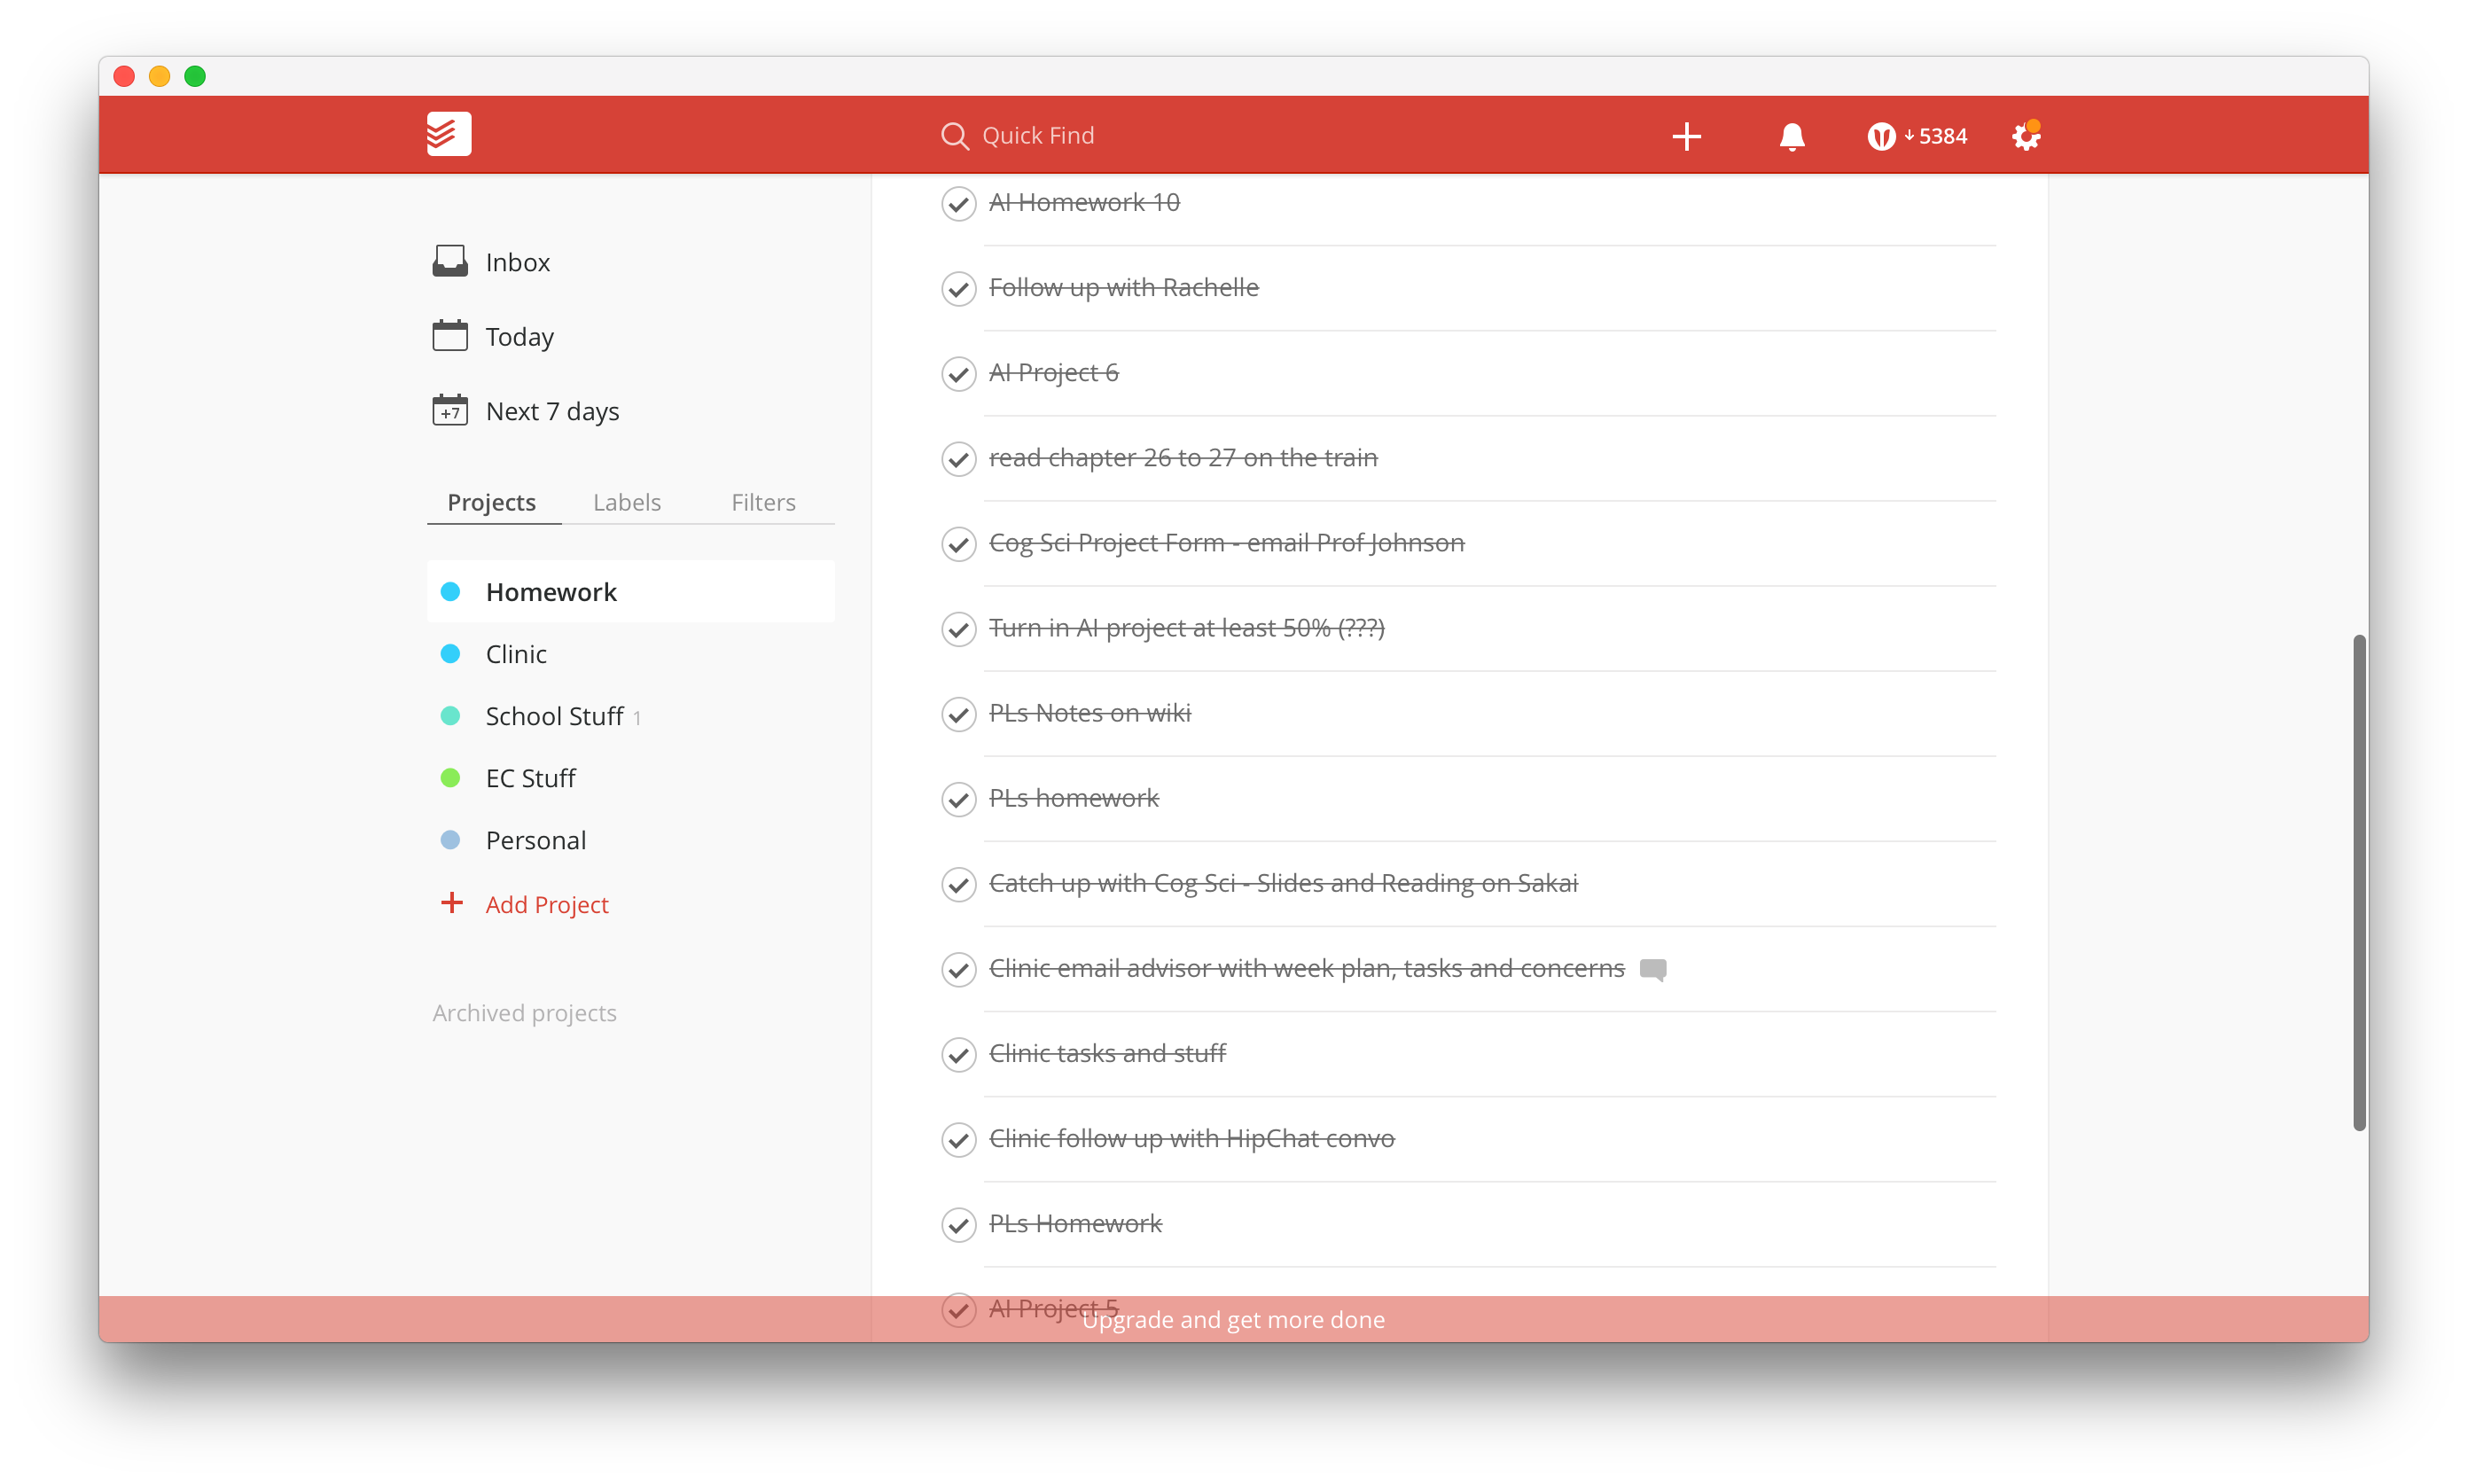 Quick Find
5384
Inbox
Today
+7 Next 7 days
Projects Labels Filters
Homework
Clinic
School Stuff 1
EC Stuff
Personal
+ Add Project
Archived projects
AI Homework 10
Follow up with Rachelle
AI Project 6
read chapter 26 to 27 on the train
Cog Sci Project Form - email Prof Johnson
Turn in AI project at least 50% (???)
PLs Notes on wiki
PLs homework
Catch up with Cog Sci - Slides and Reading on Sakai
Clinic email advisor with week plan, tasks and concerns
Clinic tasks and stuff
Clinic follow up with HipChat convo
PLs Homework
AI Project 5
Upgrade and get more done